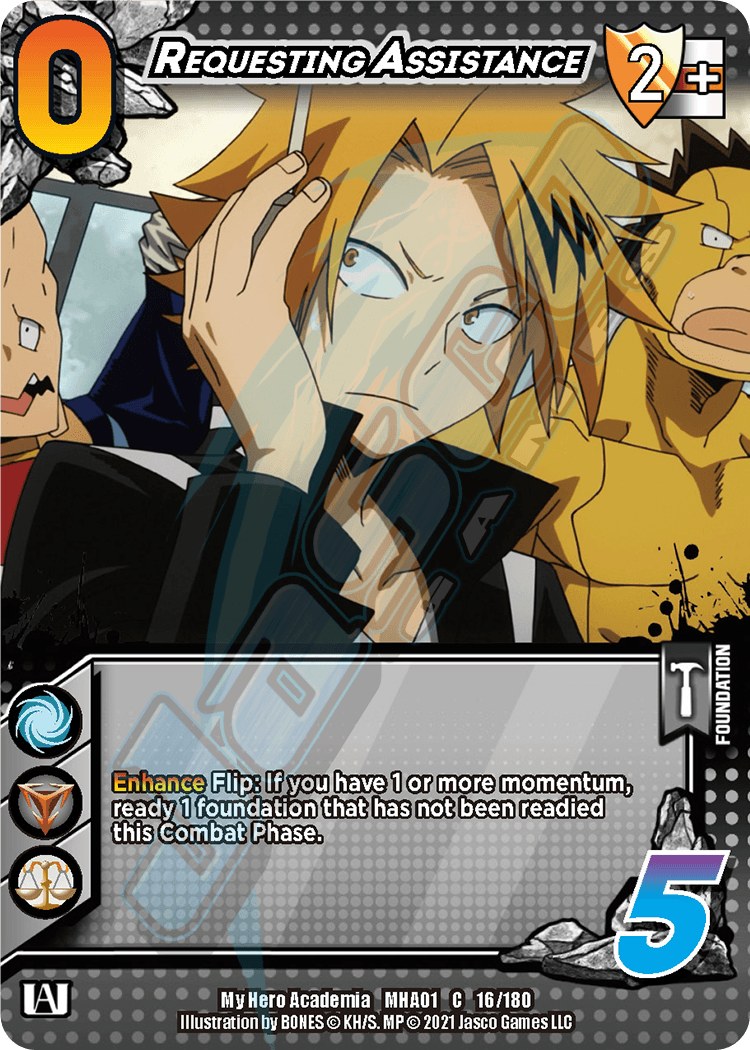 0
REQUESTING ASSISTANCE
2 +
FOUNDATION
Enhance Flip: If you have 1 or more momentum,
ready 1 foundation that has not been readied
this Combat Phase.
5
My Hero Academia MHA01 C 16/180
Illustration by BONES © KH/S. MP © 2021 Jasco Games LLC